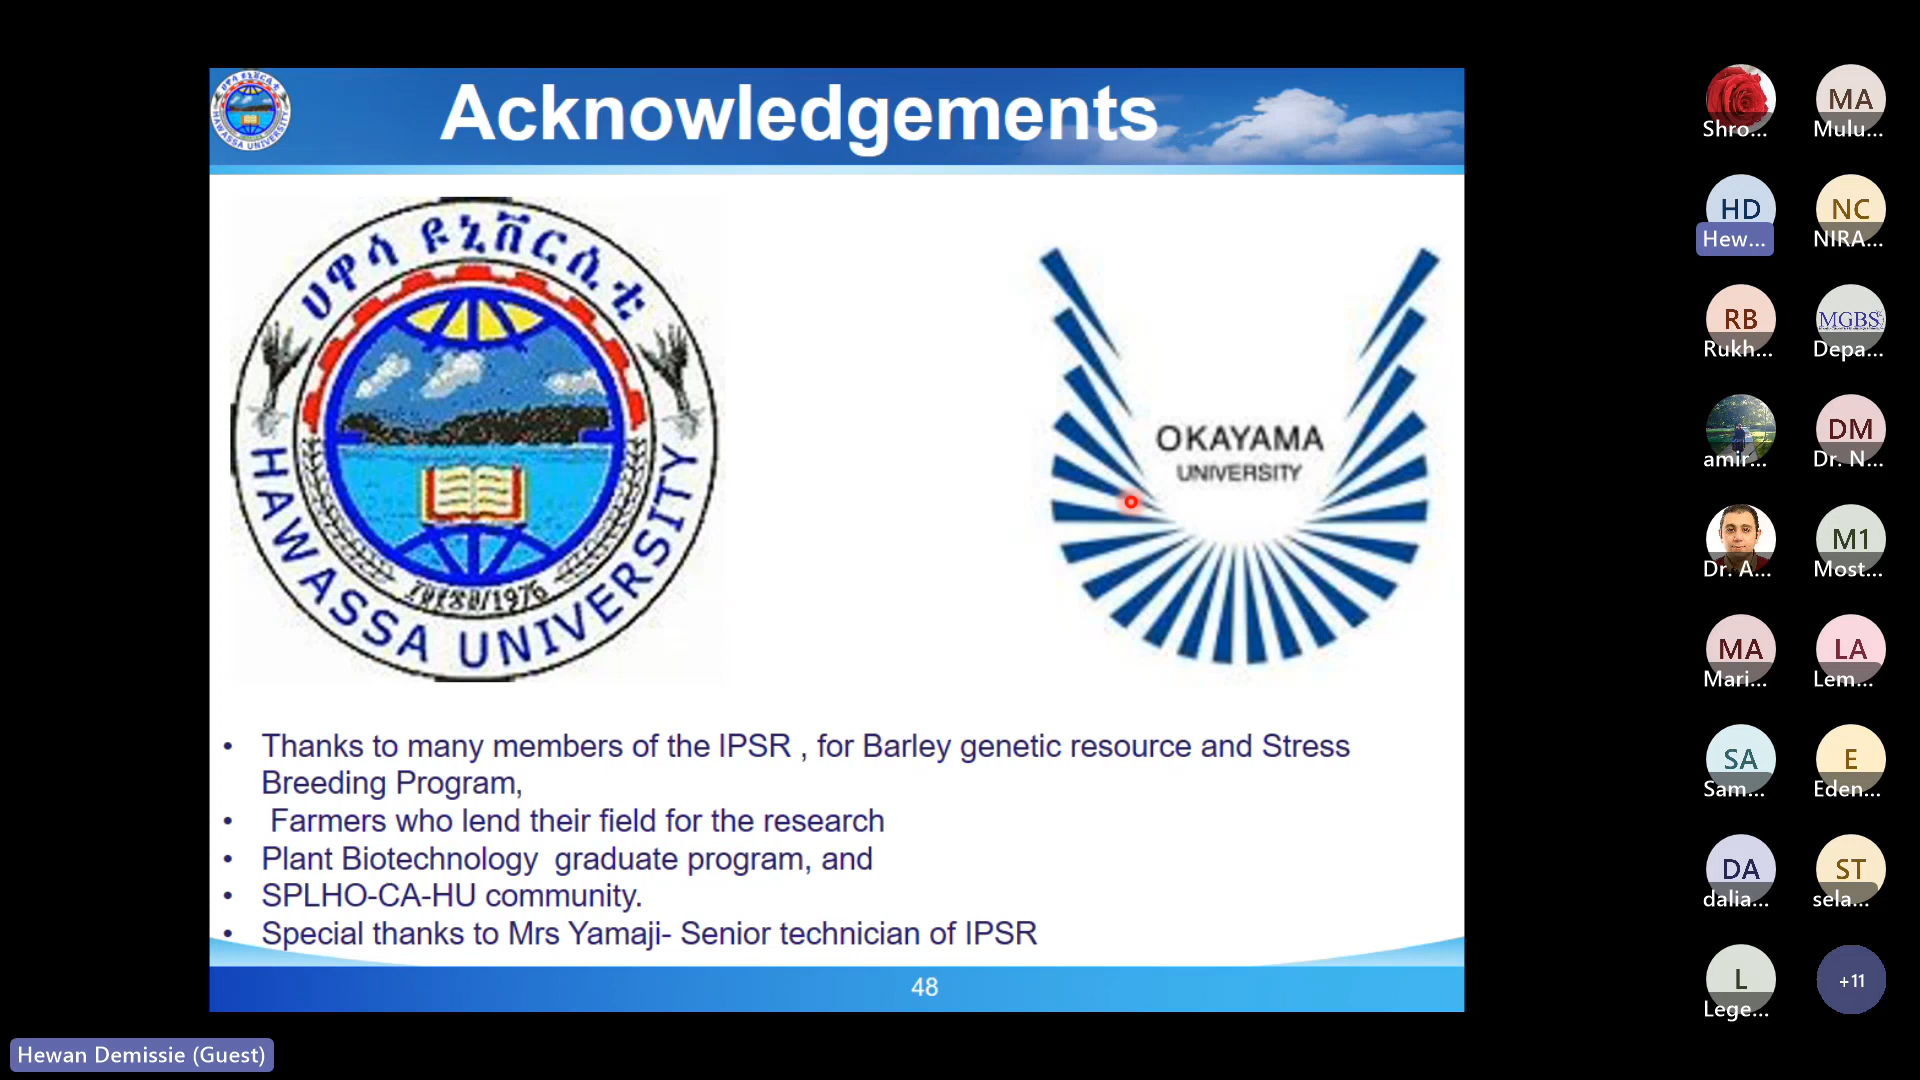 Acknowledgements
HAWASSA UNIVERSITY
ሀዋሳ ዩኒቨርሲቲ
HAWASSA UNIVERSITY
OKAYAMA
UNIVERSITY
• Thanks to many members of the IPSR , for Barley genetic resource and Stress
Breeding Program,
• Farmers who lend their field for the research
• Plant Biotechnology graduate program, and
• SPLHO-CA-HU community.
• Special thanks to Mrs Yamaji- Senior technician of IPSR
48
Hewan Demissie (Guest)
Shro...
MA
Mulu...
HD
Hew...
NC
NIRA...
RB
Rukh...
MGBS
Depa...
amir...
DM
Dr. N...
Dr. A...
M1
Most...
MA
Mari...
LA
Lem...
SA
Sam...
E
Eden...
DA
dalia...
ST
sela...
L
Lege...
+11